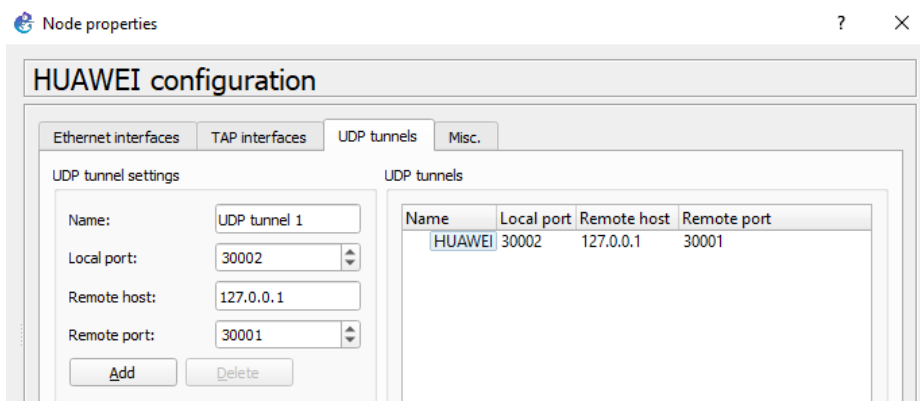 Node properties
HUAWEI configuration
Ethernet interfaces TAP interfaces UDP tunnels Misc.
UDP tunnel settings
Name: UDP tunnel 1
Local port: 30002
Remote host: 127.0.0.1
Remote port: 30001
Add Delete
UDP tunnels
Name Local port Remote host Remote port
HUAWEI 30002 127.0.0.1 30001